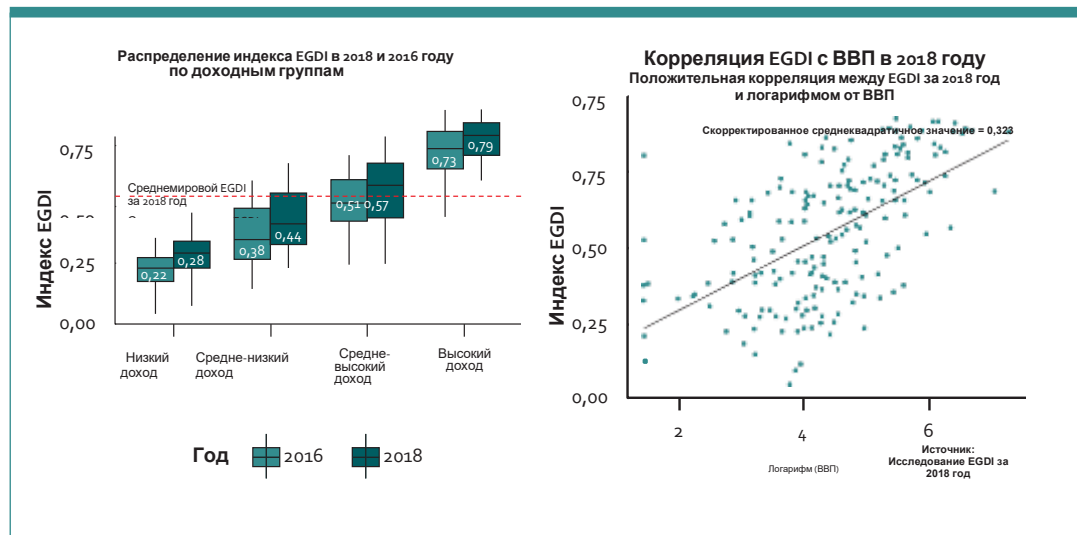 Распределение индекса EGDI в 2018 и 2016 году
по доходным группам
Индекс EGDI
0,75
Среднемировой EGDI
за 2018 год
0,25
0,00
0,22
0,28
0,38
0,44
0,51
0,57
0,73
0,79
Низкий
доход
Средне-низкий
доход
Средне-
высокий
доход
Высокий
доход
Год
2016
2018
Корреляция EGDI с ВВП в 2018 году
Положительная корреляция между EGDI за 2018 год
и логарифмом от ВВП
Скорректированное среднеквадратичное значение = 0,323
Индекс EGDI
0,75
0,75
0,50
0,25
0,00
2
4
6
Логарифм (ВВП)
Источник:
Исследование EGDI за
2018 год